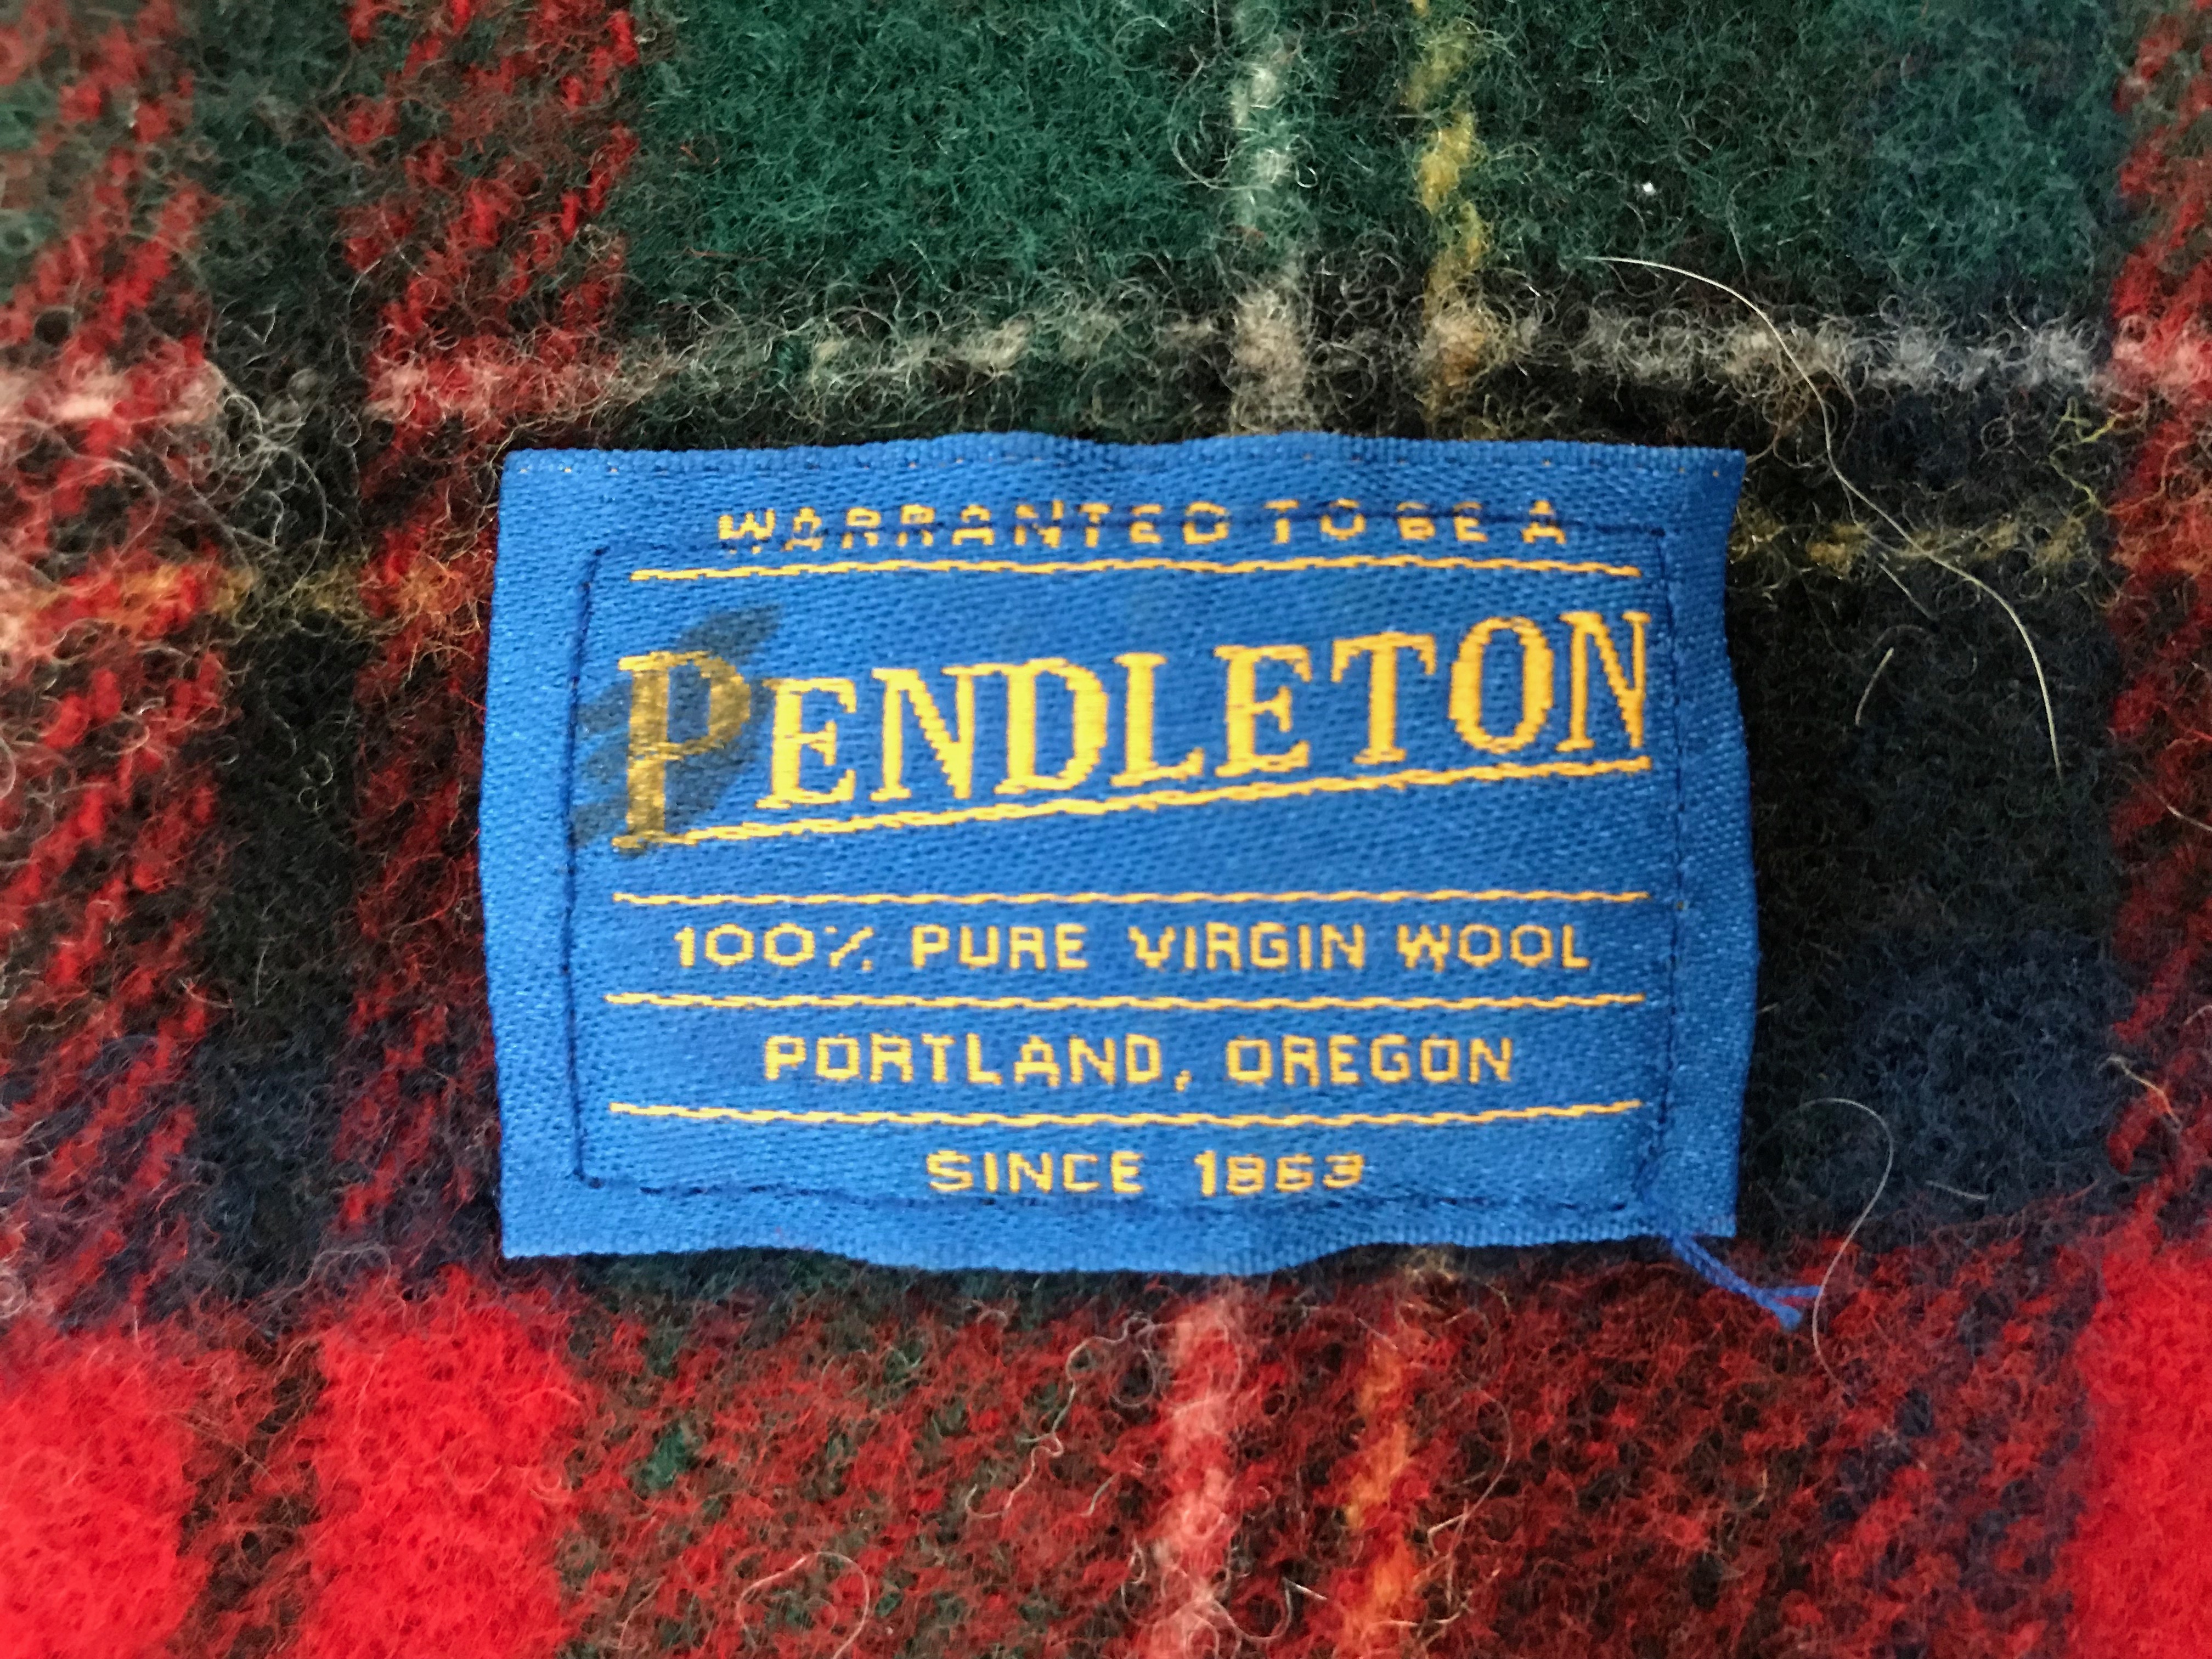 WARRANTED TO BE A
PENDLETON
100% PURE VIRGIN WOOL
PORTLAND, OREGON
SINCE 1863